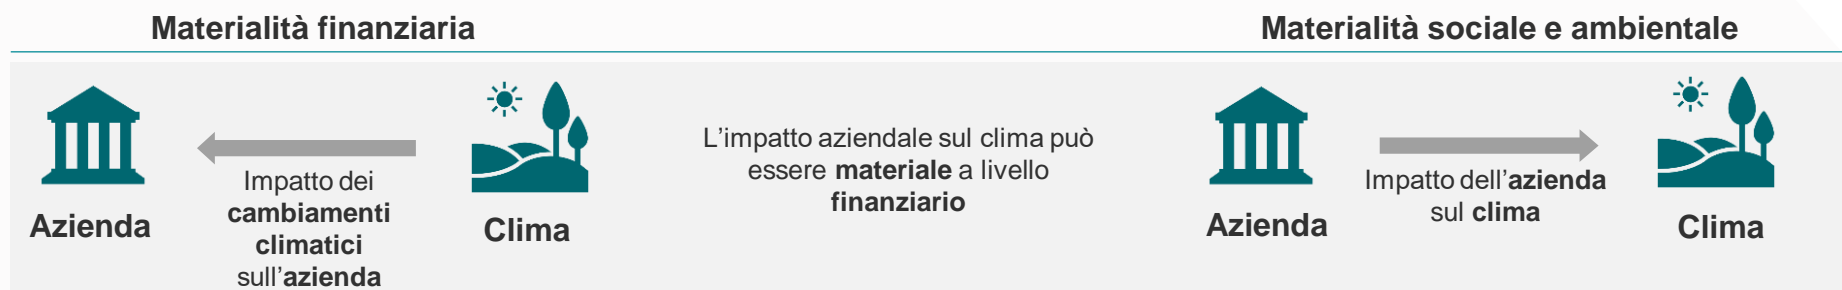 Materialità finanziaria
Materialità sociale e ambientale
Azienda
Impatto dei
cambiamenti
climatici
sull’azienda
Clima
L’impatto aziendale sul clima può
essere materiale a livello
finanziario
Azienda
Impatto dell’azienda
sul clima
Clima